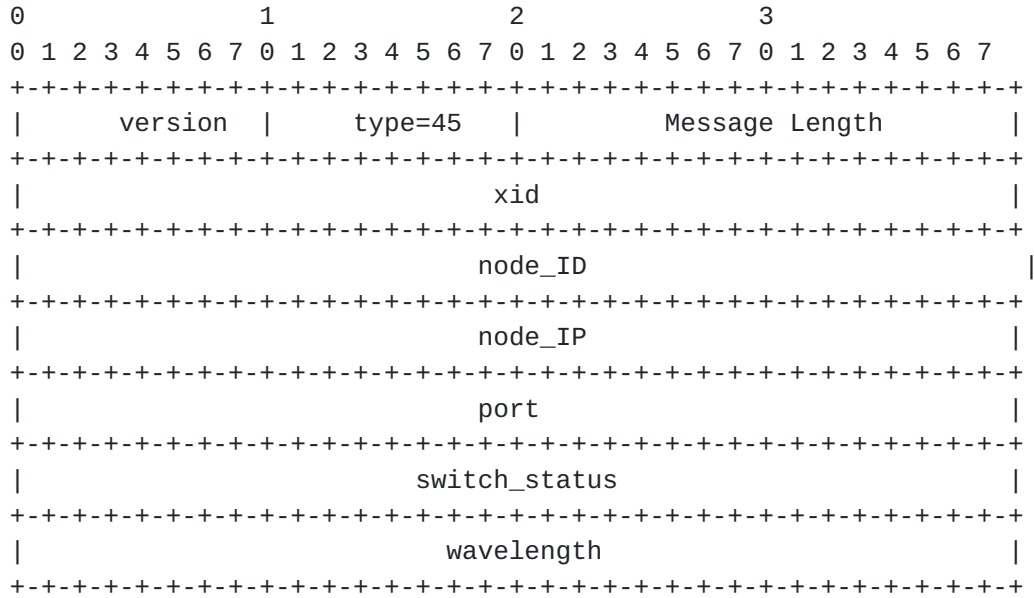 0 1 2 3
0 1 2 3 4 5 6 7 0 1 2 3 4 5 6 7 0 1 2 3 4 5 6 7 0 1 2 3 4 5 6 7
+-+-+-+-+-+-+-+-+-+-+-+-+-+-+-+-+-+-+-+-+-+-+-+-+-+-+-+-+-+-+-+-+
| version | type=45 | Message Length |
+-+-+-+-+-+-+-+-+-+-+-+-+-+-+-+-+-+-+-+-+-+-+-+-+-+-+-+-+-+-+-+-+
| xid |
+-+-+-+-+-+-+-+-+-+-+-+-+-+-+-+-+-+-+-+-+-+-+-+-+-+-+-+-+-+-+-+-+
| node_ID |
+-+-+-+-+-+-+-+-+-+-+-+-+-+-+-+-+-+-+-+-+-+-+-+-+-+-+-+-+-+-+-+-+
| node_IP |
+-+-+-+-+-+-+-+-+-+-+-+-+-+-+-+-+-+-+-+-+-+-+-+-+-+-+-+-+-+-+-+-+
| port |
+-+-+-+-+-+-+-+-+-+-+-+-+-+-+-+-+-+-+-+-+-+-+-+-+-+-+-+-+-+-+-+-+
| switch_status |
+-+-+-+-+-+-+-+-+-+-+-+-+-+-+-+-+-+-+-+-+-+-+-+-+-+-+-+-+-+-+-+-+
| wavelength |
+-+-+-+-+-+-+-+-+-+-+-+-+-+-+-+-+-+-+-+-+-+-+-+-+-+-+-+-+-+-+-+-+